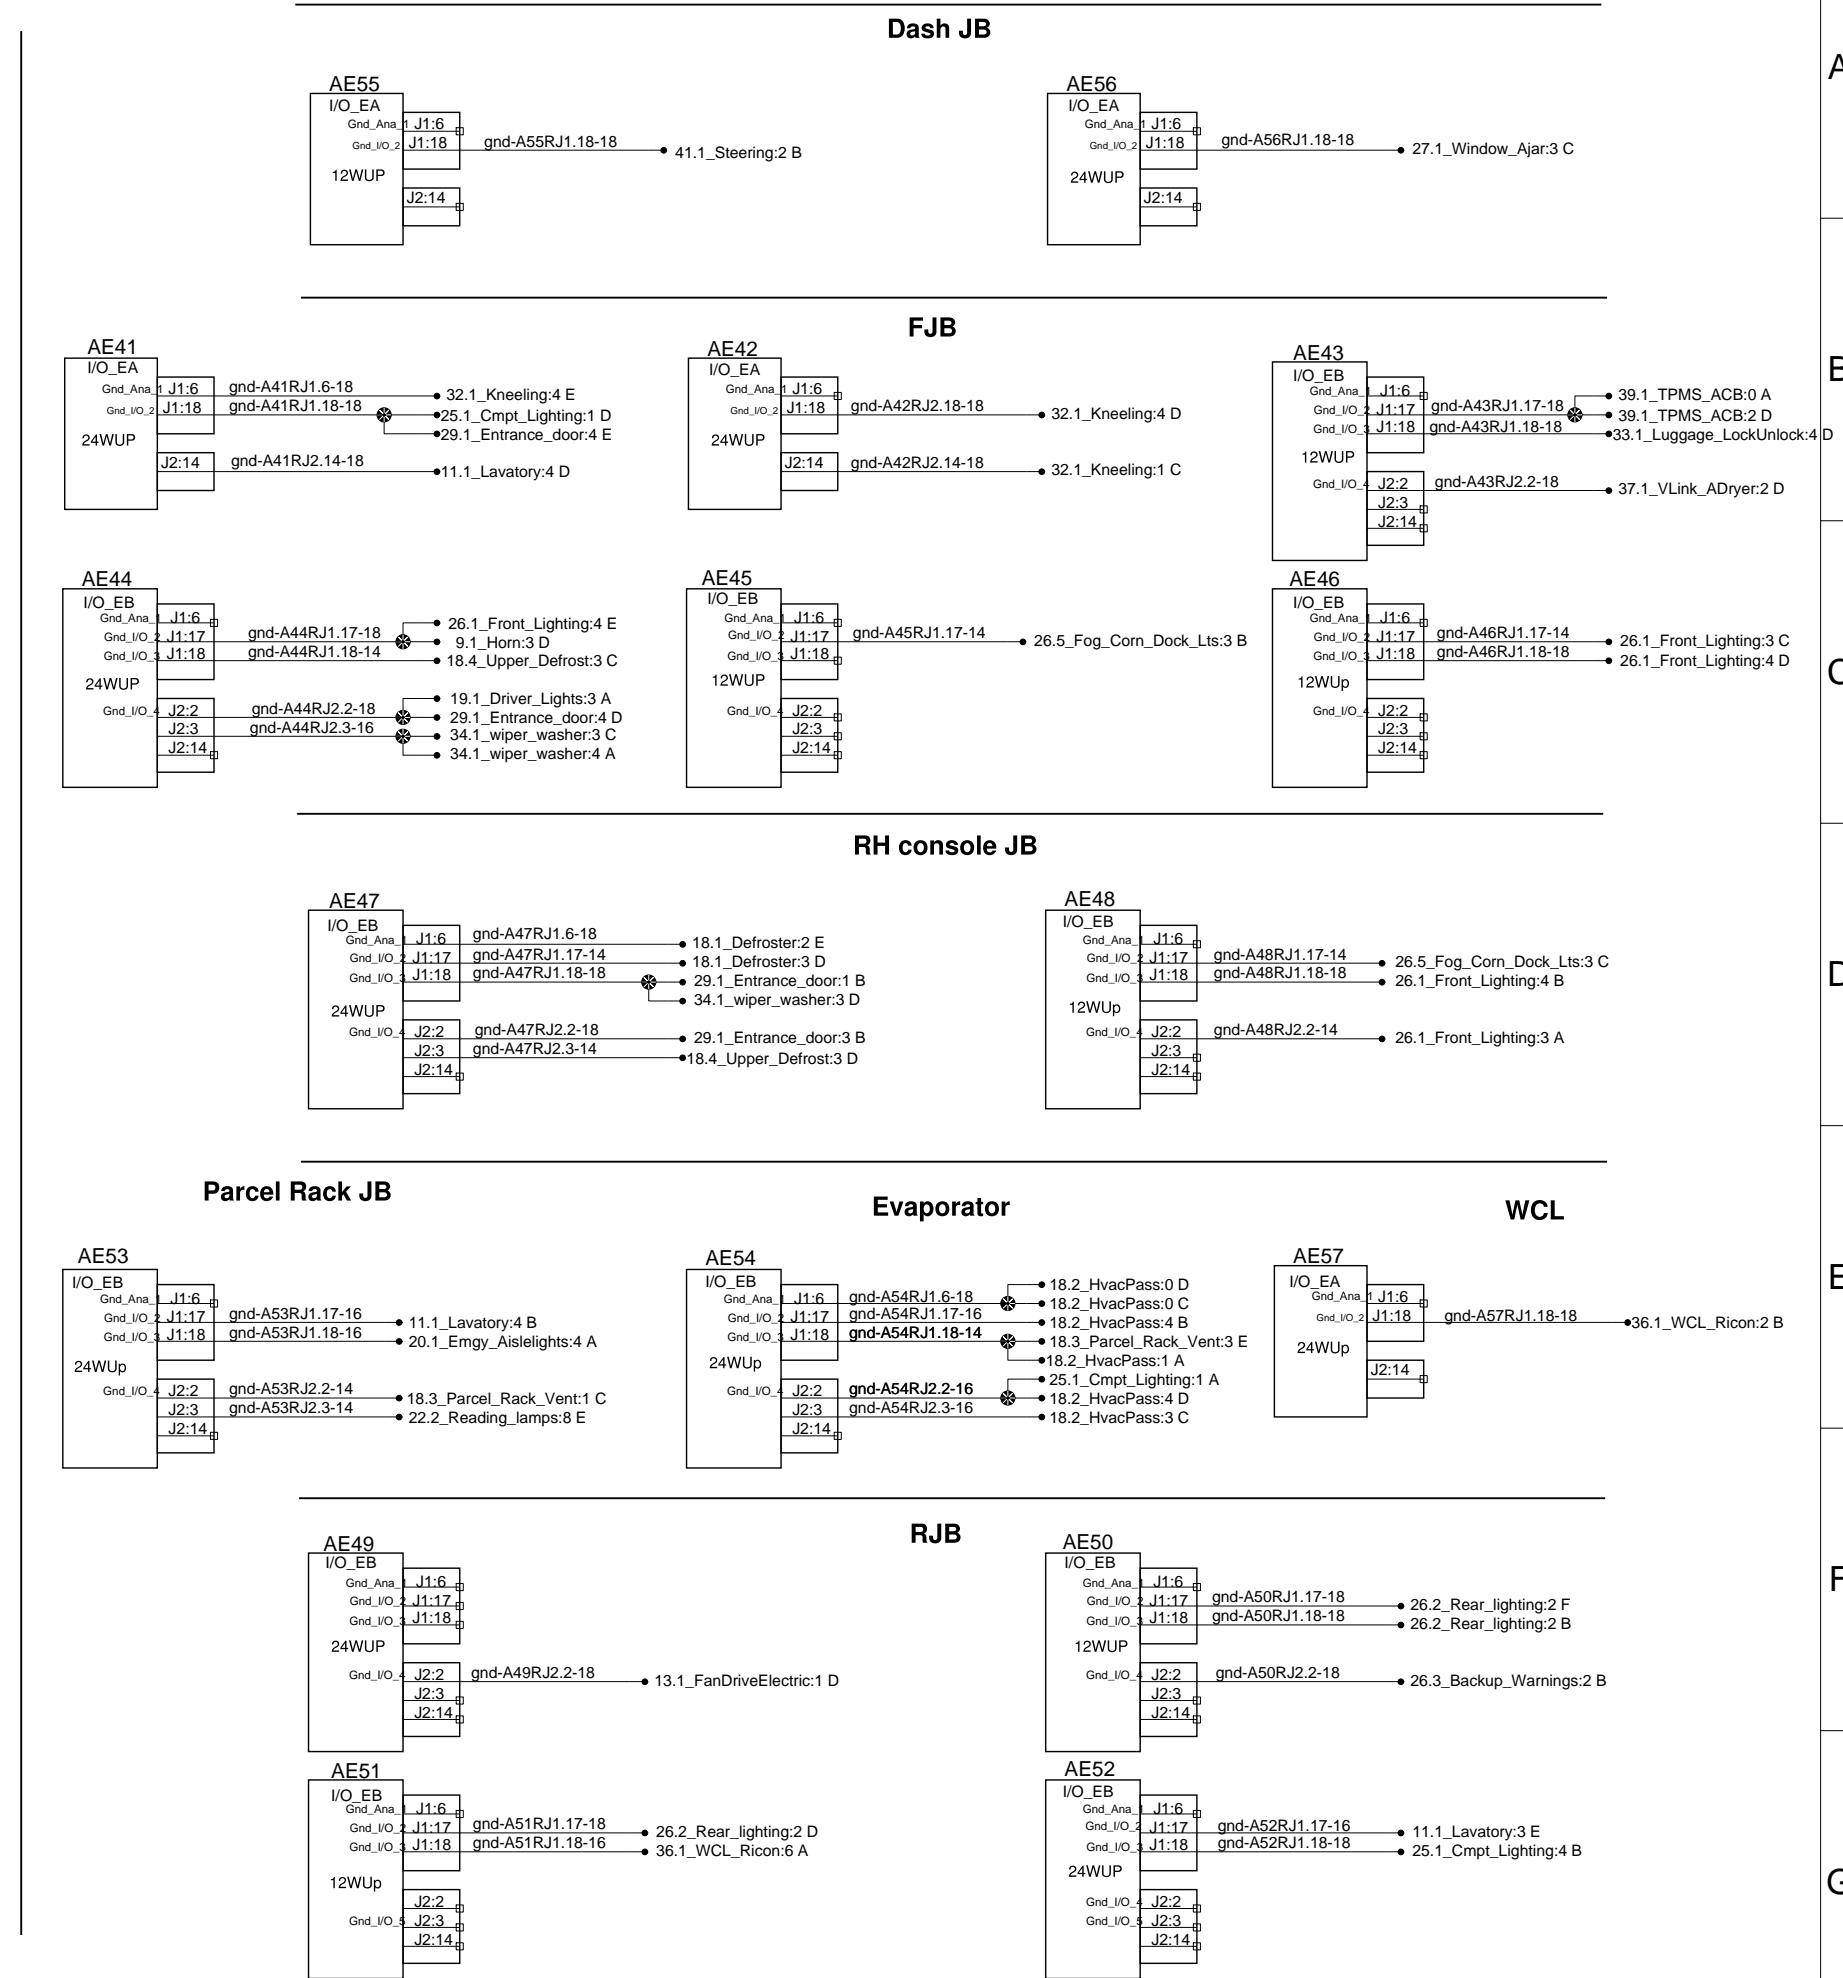 Dash JB
A
AE55
I/O_EA
Gnd_Ana_1 J1:6
Gnd_I/O_2 J1:18 gnd-A55RJ1.18-18 41.1_Steering:2 B
12WUP
J2:14
AE56
I/O_EA
Gnd_Ana_1 J1:6
Gnd_I/O_2 J1:18 gnd-A56RJ1.18-18 27.1_Window_Ajar:3 C
24WUP
J2:14
FJB
B
AE41
I/O_EA
Gnd_Ana_1 J1:6 gnd-A41RJ1.6-18 32.1_Kneeling:4 E
Gnd_I/O_2 J1:18 gnd-A41RJ1.18-18 25.1_Cmpt_Lighting:1 D
29.1_Entrance_door:4 E
24WUP
J2:14 gnd-A41RJ2.14-18 11.1_Lavatory:4 D
AE42
I/O_EA
Gnd_Ana_1 J1:6
Gnd_I/O_2 J1:18 gnd-A42RJ2.18-18 32.1_Kneeling:4 D
24WUP
J2:14 gnd-A42RJ2.14-18 32.1_Kneeling:1 C
AE43
I/O_EB
Gnd_Ana_1 J1:6 39.1_TPMS_ACB:0 A
Gnd_I/O_2 J1:17 gnd-A43RJ1.17-18 39.1_TPMS_ACB:2 D
Gnd_I/O_3 J1:18 gnd-A43RJ1.18-18 33.1_Luggage_LockUnlock:4 D
12WUP
Gnd_I/O_4 J2:2 gnd-A43RJ2.2-18 37.1_VLink_ADryer:2 D
J2:3
J2:14
AE44
I/O_EB
Gnd_Ana_1 J1:6 26.1_Front_Lighting:4 E
Gnd_I/O_2 J1:17 gnd-A44RJ1.17-18 9.1_Horn:3 D
Gnd_I/O_3 J1:18 gnd-A44RJ1.18-14 18.4_Upper_Defrost:3 C
24WUP
19.1_Driver_Lights:3 A
Gnd_I/O_4 J2:2 gnd-A44RJ2.2-18 29.1_Entrance_door:4 D
J2:3 gnd-A44RJ2.3-16 34.1_wiper_washer:3 C
J2:14 34.1_wiper_washer:4 A
AE45
I/O_EB
Gnd_Ana_1 J1:6
Gnd_I/O_2 J1:17 gnd-A45RJ1.17-14 26.5_Fog_Corn_Dock_Lts:3 B
Gnd_I/O_3 J1:18
12WUP
Gnd_I/O_4 J2:2
J2:3
J2:14
AE46
I/O_EB
Gnd_Ana_1 J1:6
Gnd_I/O_2 J1:17 gnd-A46RJ1.17-14 26.1_Front_Lighting:3 C
Gnd_I/O_3 J1:18 gnd-A46RJ1.18-18 26.1_Front_Lighting:4 D
12WUp
Gnd_I/O_4 J2:2
J2:3
J2:14
C
RH console JB
AE47
I/O_EB
Gnd_Ana_1 J1:6 gnd-A47RJ1.6-18 18.1_Defroster:2 E
Gnd_I/O_2 J1:17 gnd-A47RJ1.17-14 18.1_Defroster:3 D
Gnd_I/O_3 J1:18 gnd-A47RJ1.18-18 29.1_Entrance_door:1 B
34.1_wiper_washer:3 D
24WUP
Gnd_I/O_4 J2:2 gnd-A47RJ2.2-18 29.1_Entrance_door:3 B
J2:3 gnd-A47RJ2.3-14 18.4_Upper_Defrost:3 D
J2:14
AE48
I/O_EB
Gnd_Ana_1 J1:6
Gnd_I/O_2 J1:17 gnd-A48RJ1.17-14 26.5_Fog_Corn_Dock_Lts:3 C
Gnd_I/O_3 J1:18 gnd-A48RJ1.18-18 26.1_Front_Lighting:4 B
12WUp
Gnd_I/O_4 J2:2 gnd-A48RJ2.2-14 26.1_Front_Lighting:3 A
J2:3
J2:14
D
Parcel Rack JB
Evaporator
WCL
AE53
I/O_EB
Gnd_Ana_1 J1:6
Gnd_I/O_2 J1:17 gnd-A53RJ1.17-16 11.1_Lavatory:4 B
Gnd_I/O_3 J1:18 gnd-A53RJ1.18-16 20.1_Emgy_Aislelights:4 A
24WUp
Gnd_I/O_4 J2:2 gnd-A53RJ2.2-14 18.3_Parcel_Rack_Vent:1 C
J2:3 gnd-A53RJ2.3-14 22.2_Reading_lamps:8 E
J2:14
AE54
I/O_EB
18.2_HvacPass:0 D
Gnd_Ana_1 J1:6 gnd-A54RJ1.6-18 18.2_HvacPass:0 C
Gnd_I/O_2 J1:17 gnd-A54RJ1.17-16 18.2_HvacPass:4 B
Gnd_I/O_3 J1:18 gnd-A54RJ1.18-14 18.3_Parcel_Rack_Vent:3 E
24WUp 18.2_HvacPass:1 A
25.1_Cmpt_Lighting:1 A
Gnd_I/O_4 J2:2 gnd-A54RJ2.2-16 18.2_HvacPass:4 D
J2:3 gnd-A54RJ2.3-16 18.2_HvacPass:3 C
J2:14
AE57
I/O_EA
Gnd_Ana_1 J1:6
Gnd_I/O_2 J1:18 gnd-A57RJ1.18-18 36.1_WCL_Ricon:2 B
24WUp
J2:14
E
RJB
AE49
I/O_EB
Gnd_Ana_1 J1:6
Gnd_I/O_2 J1:17
Gnd_I/O_3 J1:18
24WUP
Gnd_I/O_4 J2:2 gnd-A49RJ2.2-18 13.1_FanDriveElectric:1 D
J2:3
J2:14
AE50
I/O_EB
Gnd_Ana_1 J1:6
Gnd_I/O_2 J1:17 gnd-A50RJ1.17-18 26.2_Rear_lighting:2 F
Gnd_I/O_3 J1:18 gnd-A50RJ1.18-18 26.2_Rear_lighting:2 B
12WUP
Gnd_I/O_4 J2:2 gnd-A50RJ2.2-18 26.3_Backup_Warnings:2 B
J2:3
J2:14
F
AE51
I/O_EB
Gnd_Ana_1 J1:6
Gnd_I/O_2 J1:17 gnd-A51RJ1.17-18 26.2_Rear_lighting:2 D
Gnd_I/O_3 J1:18 gnd-A51RJ1.18-16 36.1_WCL_Ricon:6 A
12WUp
J2:2
Gnd_I/O_5 J2:3
J2:14
AE52
I/O_EB
Gnd_Ana_1 J1:6
Gnd_I/O_2 J1:17 gnd-A52RJ1.17-16 11.1_Lavatory:3 E
Gnd_I/O_3 J1:18 gnd-A52RJ1.18-18 25.1_Cmpt_Lighting:4 B
24WUP
Gnd_I/O_4 J2:2
Gnd_I/O_5 J2:3
J2:14
G